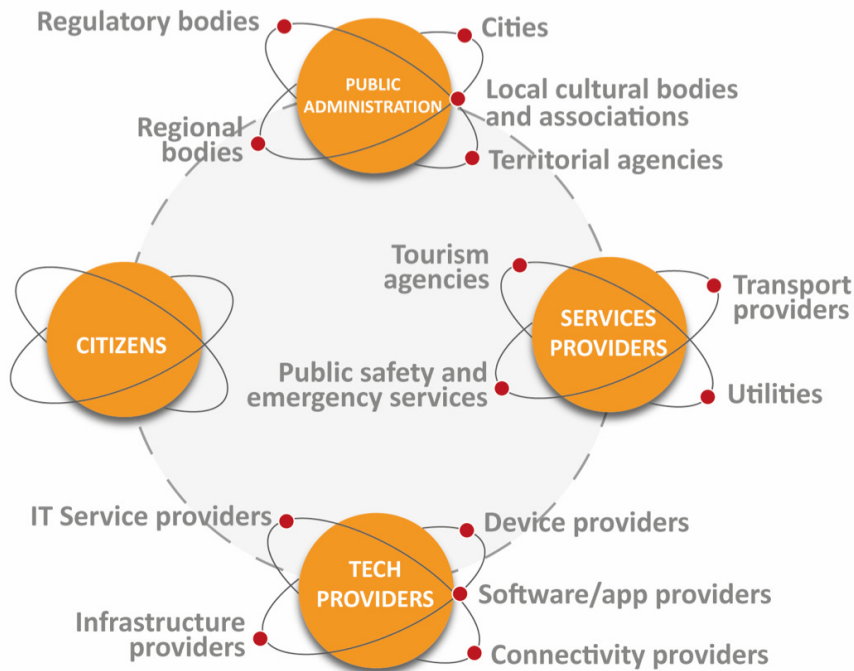 Regulatory bodies
Cities
PUBLIC
ADMINISTRATION
Local cultural bodies
and associations
Regional
bodies
Territorial agencies
Tourism
agencies
Transport
providers
SERVICES
PROVIDERS
CITIZENS
Public safety and
emergency services
Utilities
IT Service providers
Device providers
TECH
PROVIDERS
Software/app providers
Infrastructure
providers
Connectivity providers